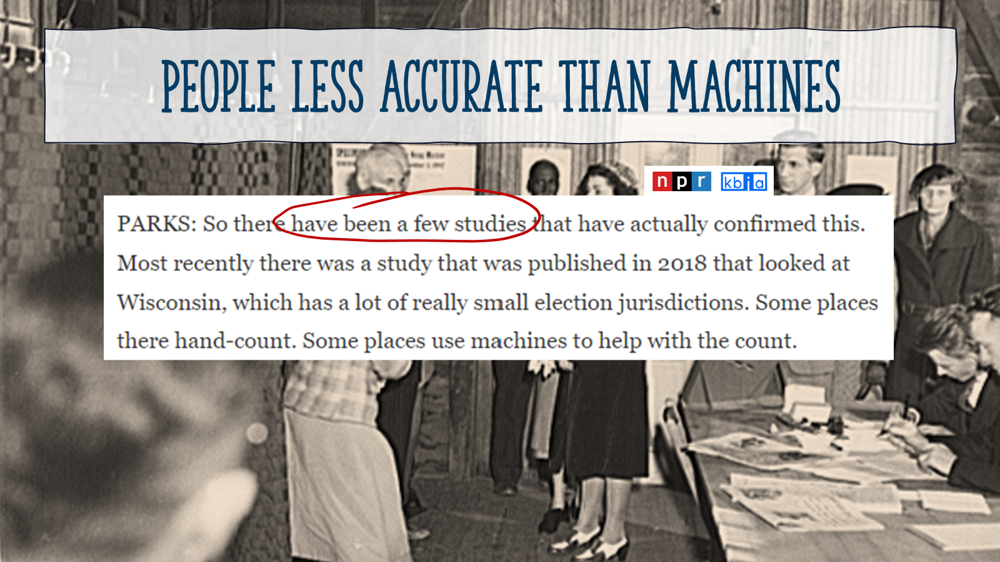 PEOPLE LESS ACCURATE THAN MACHINES
npr kbia
PARKS: So there have been a few studies that have actually confirmed this.
Most recently there was a study that was published in 2018 that looked at
Wisconsin, which has a lot of really small election jurisdictions. Some places
there hand-count. Some places use machines to help with the count.